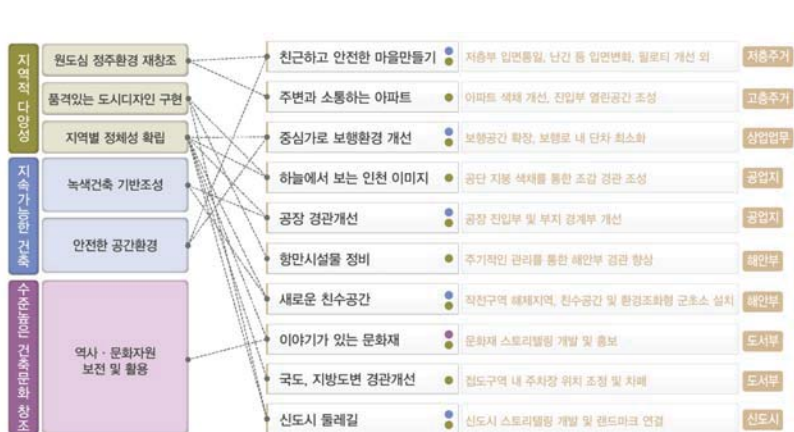 지역적 다양성
원도심 정주환경 재창조
품격있는 도시디자인 구현
지역별 정체성 확립
지속가능한 건축
녹색건축 기반조성
안전한 공간환경
수준높은 건축문화 창조
역사 · 문화자원
보전 및 활용
친근하고 안전한 마을만들기 저층부 입면통일, 난간 등 입면변화, 필로티 개선 외 저층주거
주변과 소통하는 아파트 아파트 색채 개선, 진입부 열린공간 조성 고층주거
중심가로 보행환경 개선 보행공간 확장, 보행로 내 단차 최소화 상업업무
하늘에서 보는 인천 이미지 공단 지붕 색채를 통한 조감 경관 조성 공업지
공장 경관개선 공장 진입부 및 부지 경계부 개선 공업지
항만시설물 정비 주기적인 관리를 통한 해안부 경관 향상 해안부
새로운 친수공간 작전구역 해제지역, 친수공간 및 환경조화형 군초소 설치 해안부
이야기가 있는 문화재 문화재 스토리텔링 개발 및 홍보 도서부
국도, 지방도변 경관개선 접도구역 내 주차장 위치 조정 및 차폐 도서부
신도시 둘레길 신도시 스토리텔링 개발 및 랜드마크 연결 신도시